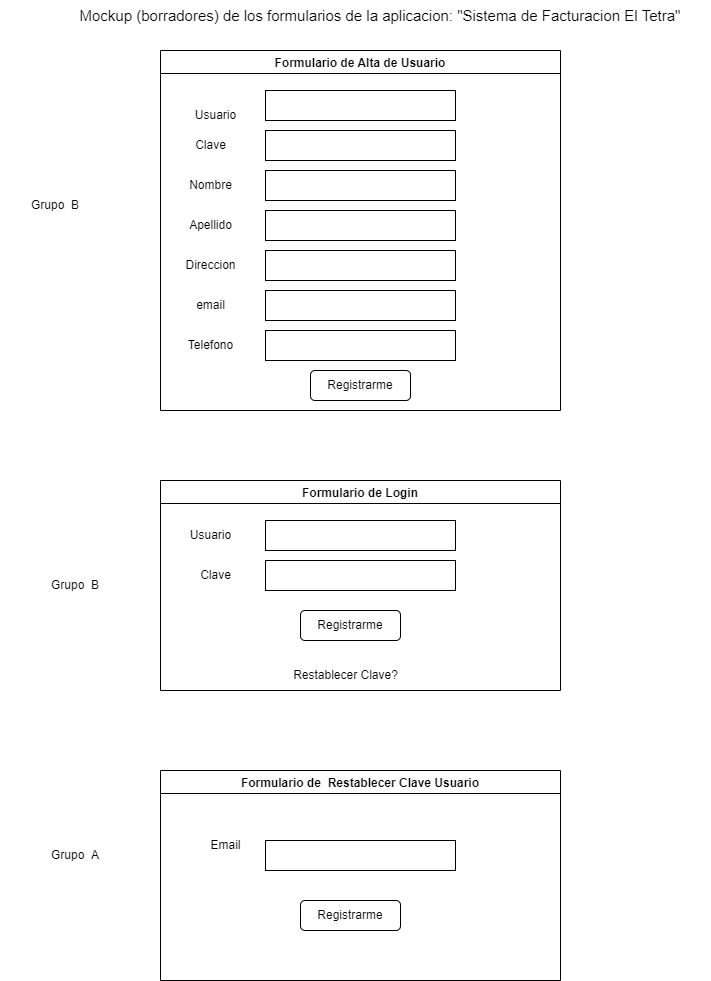 Mockup (borradores) de los formularios de la aplicacion: "Sistema de Facturacion El Tetra"
Formulario de Alta de Usuario
Usuario
Clave
Nombre
Grupo B
Apellido
Direccion
email
Telefono
Registrarme
Formulario de Login
Usuario
Clave
Grupo B
Registrarme
Restablecer Clave?
Formulario de Restablecer Clave Usuario
Email
Grupo A
Registrarme